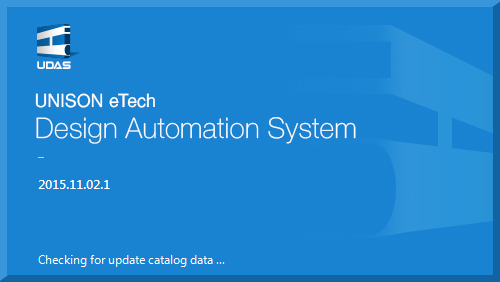 UDAS
UNISON eTech
Design Automation System
–
2015.11.02.1
Checking for update catalog data ...